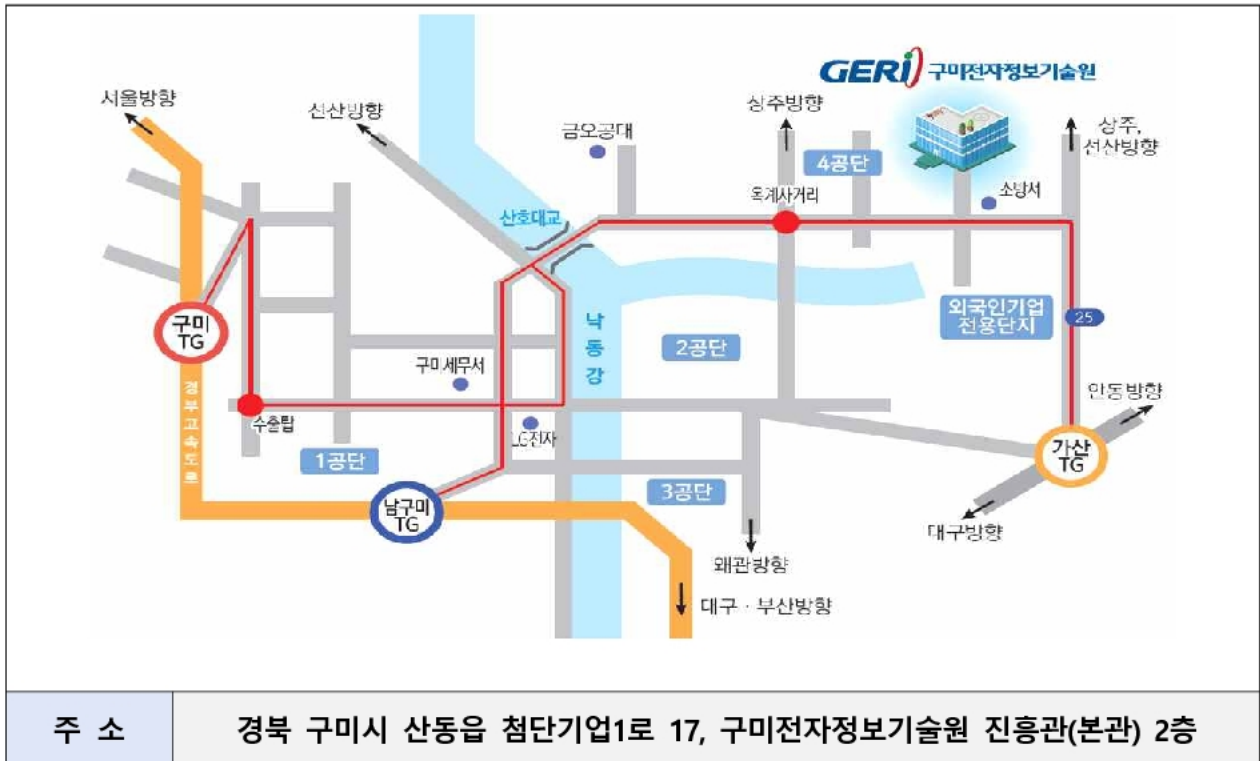 GERi 구미전자정보기술원
서울방향
선산방향
금오공대
상주방향
4공단
상주,
선산방향
옥계사거리
소방서
산호대교
구미
TG
낙동강
2공단
외국인기업
전용단지
25
구미세무서
경부고속도로
수출탑
LG전자
안동방향
1공단
가산
TG
남구미
TG
3공단
대구방향
왜관방향
대구 · 부산방향
주 소
경북 구미시 산동읍 첨단기업1로 17, 구미전자정보기술원 진흥관(본관) 2층